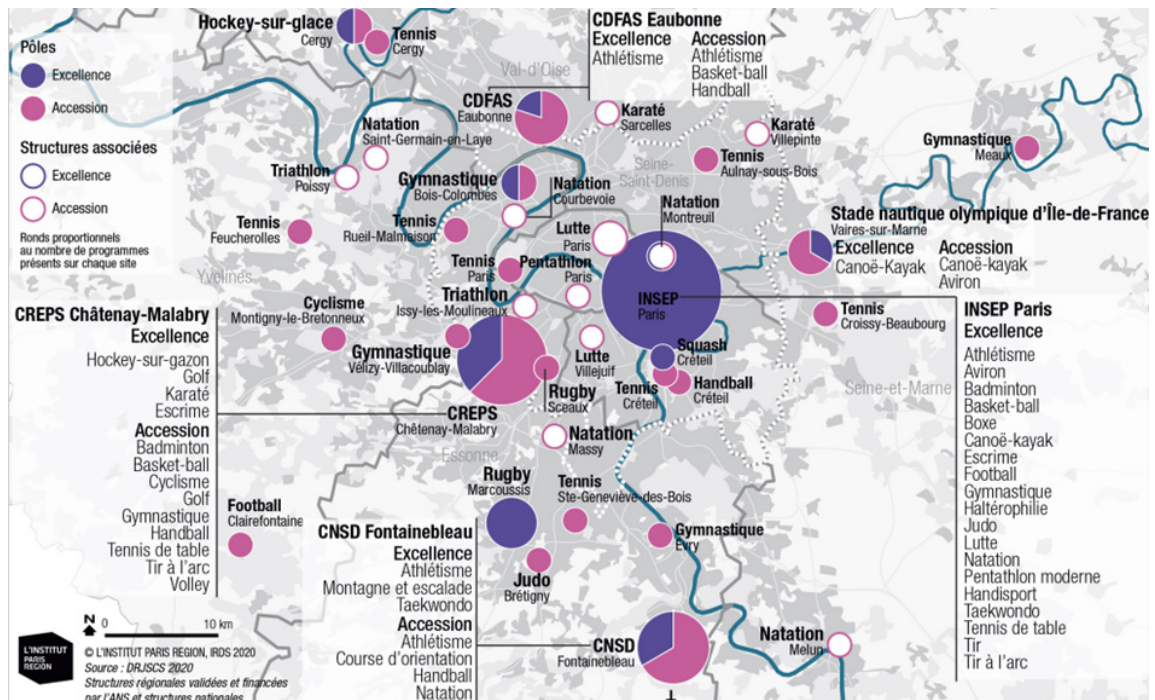 Pôles
Excellence
Accession
Structures associées
Excellence
Accession
Ronds proportionnels
au nombre de programmes
présents sur chaque site
Hockey-sur-glace
Cergy
Tennis
Cergy
Val-d'Oise
CDFAS Eaubonne
Excellence
Athlétisme
Accession
Athlétisme
Basket-ball
Handball
CDFAS
Eaubonne
Karaté
Sarcelles
Karaté
Villepinte
Natation
Saint-Germain-en-Laye
Triathlon
Poissy
Gymnastique
Bois-Colombes
Natation
Courbevoie
Seine-
Saint-Denis
Tennis
Aulnay-sous-Bois
Gymnastique
Meaux
Tennis
Feucherolles
Tennis
Rueil-Malmaison
Lutte
Paris
Natation
Montreuil
Stade nautique olympique d'Île-de-France
Vaires-sur-Marne
Excellence
Canoë-Kayak
Accession
Canoë-kayak
Aviron
Yvelines
Tennis
Paris
Pentathlon
Paris
INSEP
Paris
Triathlon
Issy-les-Moulineaux
Cyclisme
Montigny-le-Bretonneux
Gymnastique
Vélizy-Villacoublay
Lutte
Villejuif
Squash
Créteil
Tennis
Créteil
Handball
Créteil
Tennis
Croissy-Beaubourg
Seine-et-Marne
CREPS Châtenay-Malabry
Excellence
Hockey-sur-gazon
Golf
Karaté
Escrime
Accession
Badminton
Basket-ball
Cyclisme
Golf
Gymnastique
Handball
Tennis de table
Tir à l'arc
Volley
CREPS
Châtenay-Malabry
Rugby
Sceaux
Essonne
Natation
Massy
INSEP Paris
Excellence
Athlétisme
Aviron
Badminton
Basket-ball
Boxe
Canoë-kayak
Escrime
Football
Gymnastique
Haltérophilie
Judo
Lutte
Natation
Pentathlon moderne
Handisport
Taekwondo
Tennis de table
Tir
Tir à l'arc
Football
Clairefontaine
Rugby
Marcoussis
Tennis
Ste-Geneviève-des-Bois
Gymnastique
Evry
Judo
Brétigny
CNSD Fontainebleau
Excellence
Athlétisme
Montagne et escalade
Taekwondo
Accession
Athlétisme
Course d'orientation
Handball
Natation
CNSD
Fontainebleau
Natation
Melun
N
0 10 km
L'INSTITUT
PARIS
REGION
© L'INSTITUT PARIS REGION, IRDS 2020
Source : DRJSCS 2020
Structures régionales validées et financées
par l'ANS et structures nationales